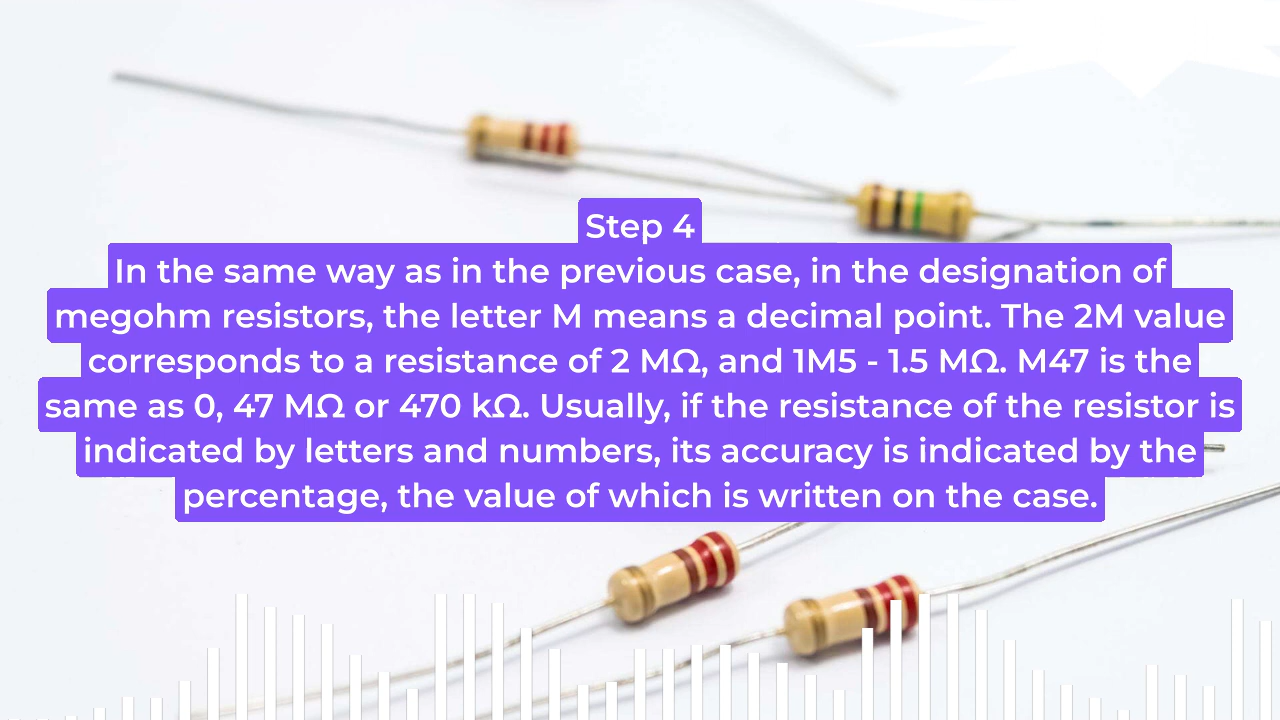 Step 4
In the same way as in the previous case, in the designation of
megohm resistors, the letter M means a decimal point. The 2M value
corresponds to a resistance of 2 MΩ, and 1M5 - 1.5 MΩ. M47 is the
same as 0, 47 MΩ or 470 kΩ. Usually, if the resistance of the resistor is
indicated by letters and numbers, its accuracy is indicated by the
percentage, the value of which is written on the case.